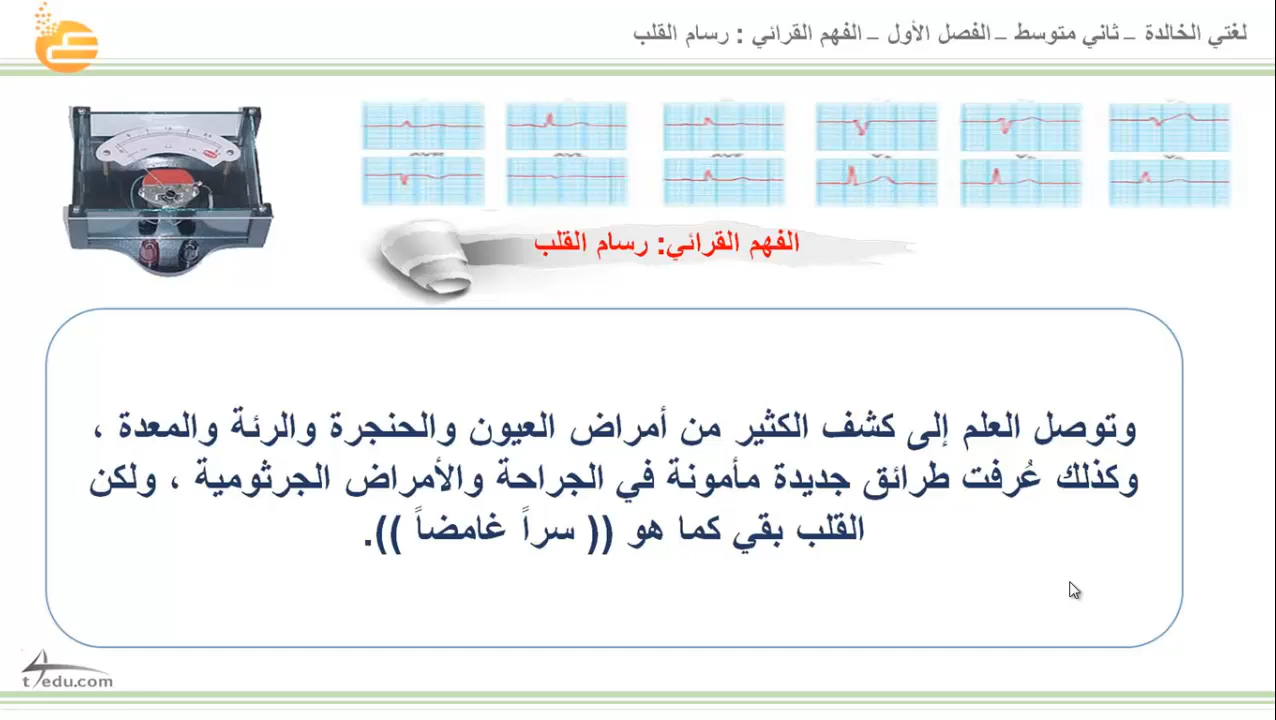 لغتي الخالدة – ثاني متوسط – الفصل الأول – الفهم القرائي : رسام القلب
الفهم القرائي: رسام القلب
وتوصل العلم إلى كشف الكثير من أمراض العيون والحنجرة والرئة والمعدة ،
وكذلك عُرفت طرائق جديدة مأمونة في الجراحة والأمراض الجرثومية ، ولكن
القلب بقي كما هو (( سراً غامضاً )).
t4edu.com